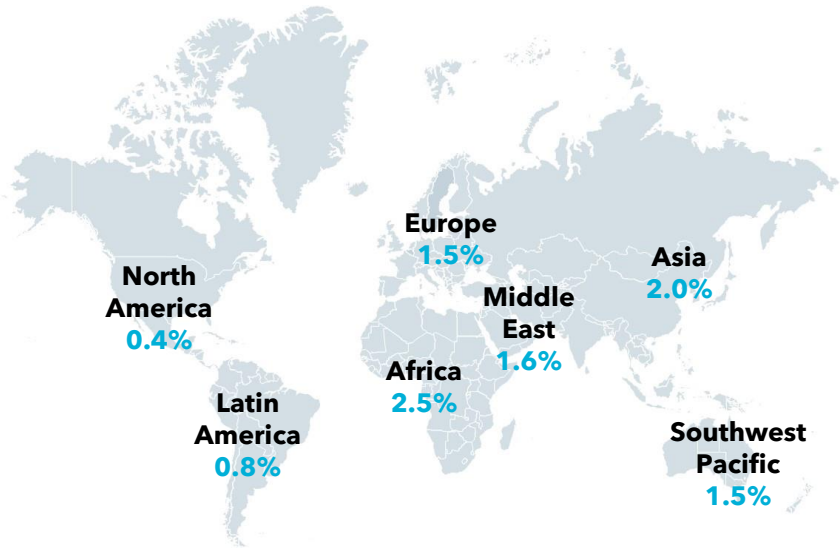 Europe
1.5%
Asia
2.0%
North
America
0.4%
Middle
East
1.6%
Africa
2.5%
Latin
America
0.8%
Southwest
Pacific
1.5%